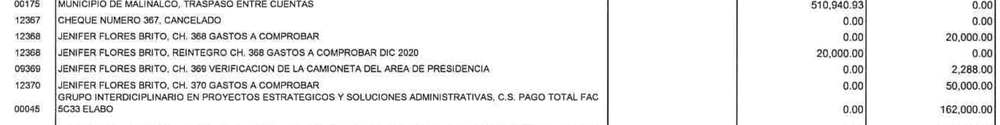 00175 MUNICIPIO DE MALINALCO, TRASPASO ENTRE CUENTAS 510,940.93 0.00
12367 CHEQUE NUMERO 367, CANCELADO 0.00 0.00
12368 JENIFER FLORES BRITO, CH. 368 GASTOS A COMPROBAR 0.00 20,000.00
12368 JENIFER FLORES BRITO, REINTEGRO CH. 368 GASTOS A COMPROBAR DIC 2020 20,000.00 0.00
09369 JENIFER FLORES BRITO, CH. 369 VERIFICACION DE LA CAMIONETA DEL AREA DE PRESIDENCIA 0.00 2,288.00
12370 JENIFER FLORES BRITO, CH. 370 GASTOS A COMPROBAR 0.00 50,000.00
GRUPO INTERDICIPLINARIO EN PROYECTOS ESTRATEGICOS Y SOLUCIONES ADMINISTRATIVAS, C.S. PAGO TOTAL FAC
00045 5C33 ELABO 0.00 162,000.00